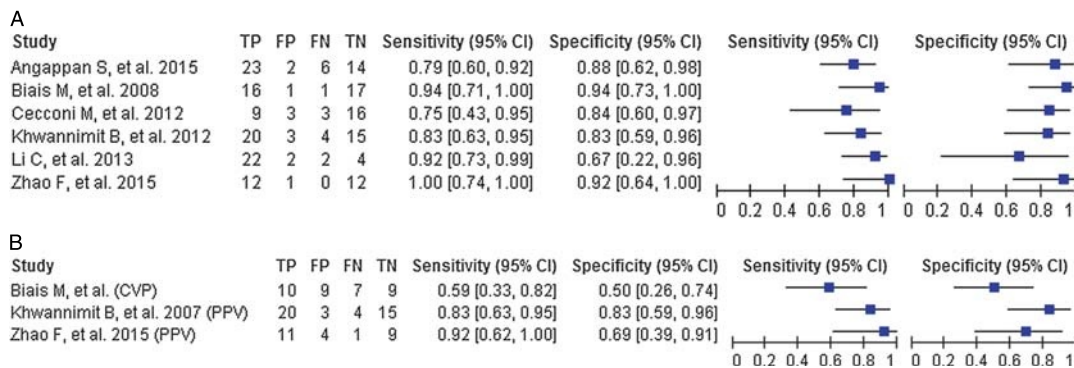 A
Study TP FP FN TN Sensitivity (95% CI) Specificity (95% CI) Sensitivity (95% CI) Specificity (95% CI)
Angappan S, et al. 2015 23 2 6 14 0.79 [0.60, 0.92] 0.88 [0.62, 0.98]
Biais M, et al. 2008 16 1 1 17 0.94 [0.71, 1.00] 0.94 [0.73, 1.00]
Cecconi M, et al. 2012 9 3 3 16 0.75 [0.43, 0.95] 0.84 [0.60, 0.97]
Khwannimit B, et al. 2012 20 3 4 15 0.83 [0.63, 0.95] 0.83 [0.59, 0.96]
Li C, et al. 2013 22 2 2 4 0.92 [0.73, 0.99] 0.67 [0.22, 0.96]
Zhao F, et al. 2015 12 1 0 12 1.00 [0.74, 1.00] 0.92 [0.64, 1.00]
0 0.2 0.4 0.6 0.8 1 0 0.2 0.4 0.6 0.8 1
B
Study TP FP FN TN Sensitivity (95% CI) Specificity (95% CI) Sensitivity (95% CI) Specificity (95% CI)
Biais M, et al. (CVP) 10 9 7 9 0.59 [0.33, 0.82] 0.50 [0.26, 0.74]
Khwannimit B, et al. 2007 (PPV) 20 3 4 15 0.83 [0.63, 0.95] 0.83 [0.59, 0.96]
Zhao F, et al. 2015 (PPV) 11 4 1 9 0.92 [0.62, 1.00] 0.69 [0.39, 0.91]
0 0.2 0.4 0.6 0.8 1 0 0.2 0.4 0.6 0.8 1